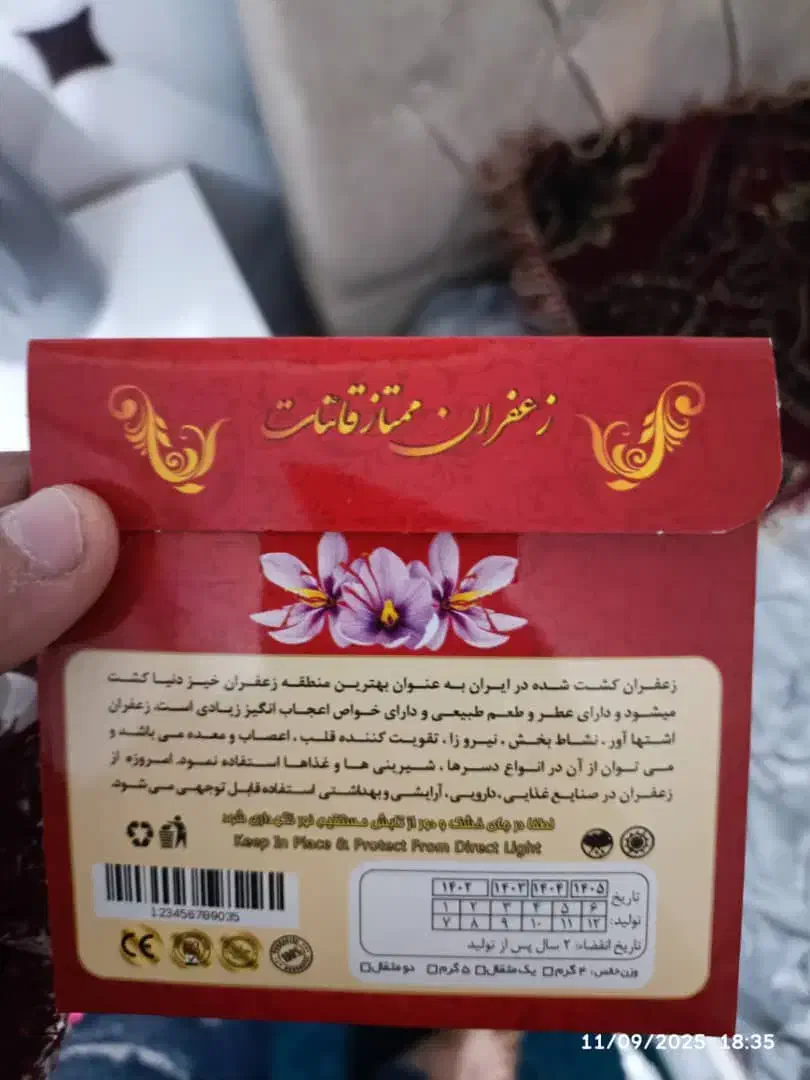 زعفران ممتاز قائنات
زعفران کشت شده در ایران به عنوان بهترین منطقه زعفران خیز دنیا کشت
میشود و دارای عطر و طعم طبیعی و دارای خواص اعجاب انگیز زیادی است. زعفران
اشتها آور ، نشاط بخش ، نیرو زا ، تقویت کننده قلب ، اعصاب و معده می باشد و
می توان از آن در انواع دسرها ، شیرینی ها و غذاها استفاده نمود. امروزه از
زعفران در صنایع غذایی، دارویی، آرایشی و بهداشتی استفاده قابل توجهی می شود.
لطفا در جای خشک و دور از تابش مستقیم نور نگهداری شود
Keep In Place & Protect From Direct Light
تاریخ تولید:
۱۴۰۲ ۱۴۰۳ ۱۴۰۴ ۱۴۰۵
۱ ۲ ۳ ۴ ۵ ۶
۷ ۸ ۹ ۱۰ ۱۱ ۱۲
تاریخ انقضاء: ۲ سال پس از تولید
وزن خالص: ۴ گرم یک مثقال ۵ گرم دو مثقال
123456789035
CE
100%
11/09/2025 18:35